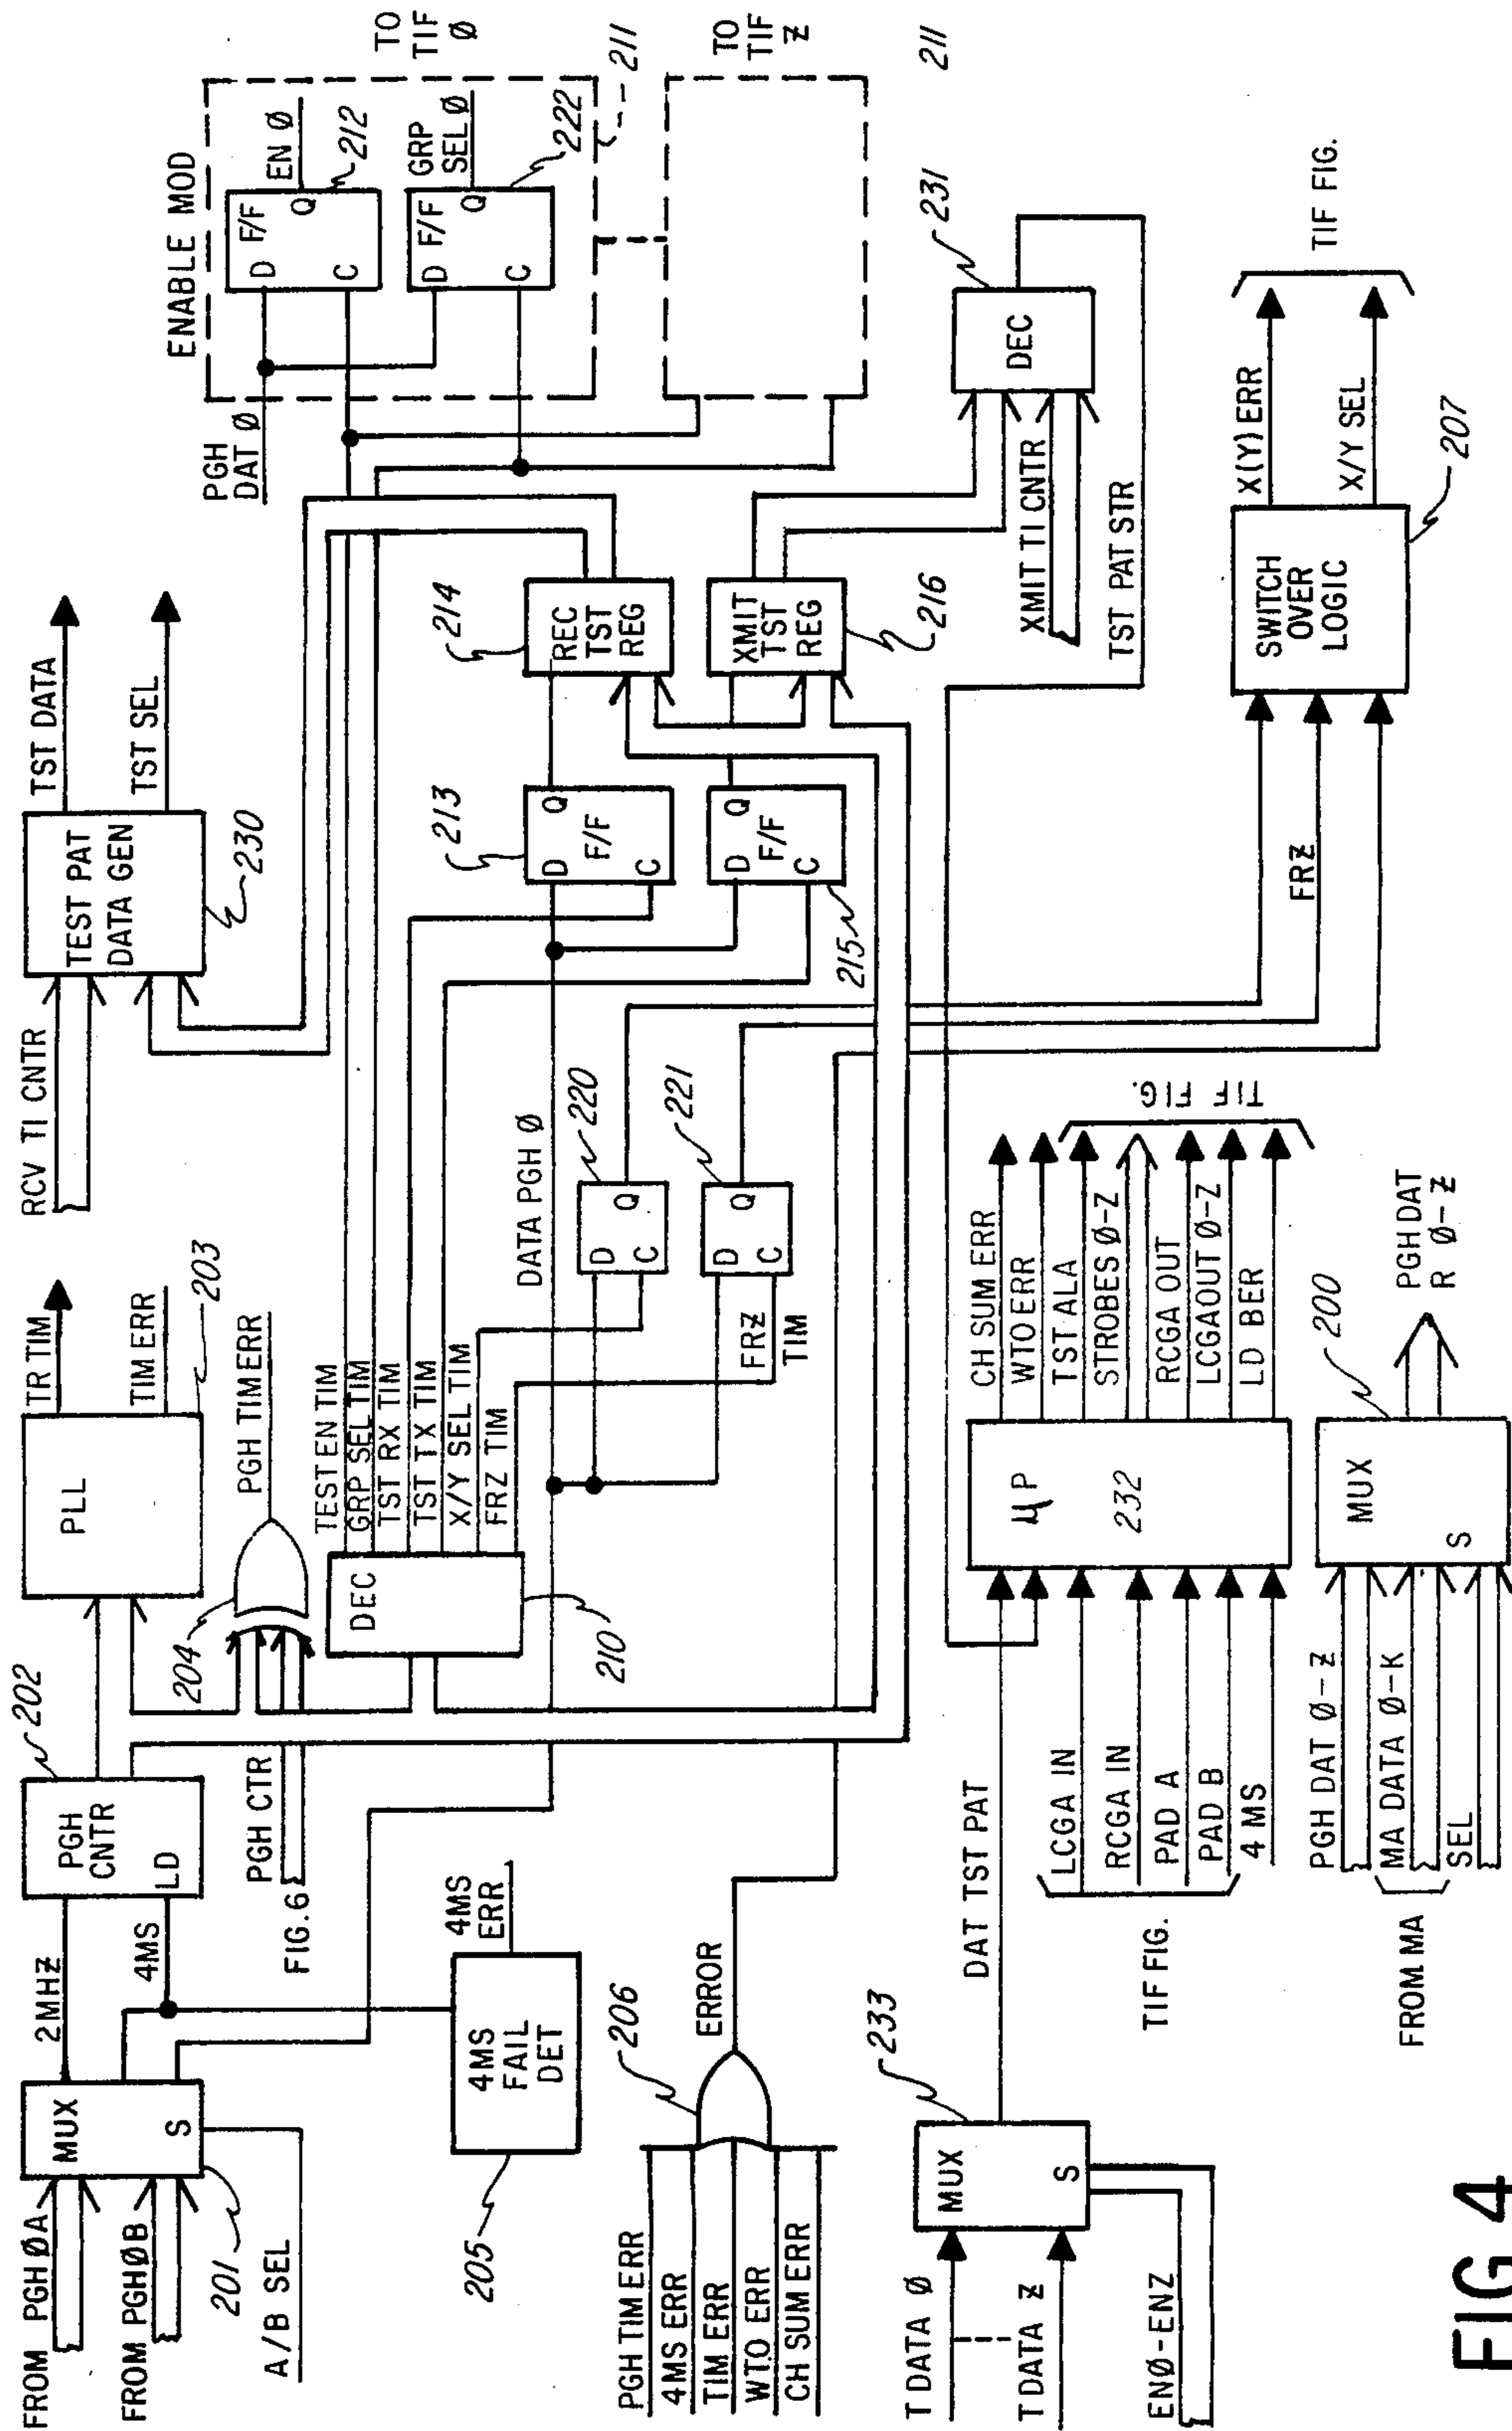 FROM PGHØA
FROM PGHØB
MUX
S
201
A/B SEL
2MHƵ
4MS
PGH
CNTR
LD
202
PLL
203
TR TIM
TIM ERR
204
PGH TIM ERR
PGH CTR
FIG.6
4MS
FAIL
DET
205
4MS
ERR
DEC
210
TEST EN TIM
GRP SEL TIM
TST RX TIM
TST TX TIM
X/Y SEL TIM
FRZ TIM
RCV TI CNTR
TEST PAT
DATA GEN
230
TST DATA
TST SEL
DATA PGH Ø
D
Q
C
220
D
Q
C
221
FRƵ
TIM
D
Q
F/F
C
213
D
Q
F/F
C
215
REC
TST
REG
214
XMIT
TST
REG
216
PGH
DAT Ø
ENABLE MOD
D
F/F
Q
C
EN Ø
212
D
F/F
Q
C
GRP
SEL Ø
222
TO
TIF
Ø
211
TO
TIF
Ƶ
211
XMIT TI CNTR
DEC
231
TST PAT STR
PGH TIM ERR
4MS ERR
TIM ERR
WTO ERR
CH SUM ERR
206
ERROR
FRƵ
SWITCH
OVER
LOGIC
207
X(Y) ERR
X/Y SEL
TIF FIG.
T DATA Ø
T DATA Ƶ
ENØ-ENZ
MUX
S
233
DAT TST PAT
LCGA IN
RCGA IN
PAD A
PAD B
4 MS
TIF FIG.
μP
232
CH SUM ERR
WTO ERR
TST ALA
STROBES Ø-Z
RCGA OUT
LCGAOUT Ø-Z
LD BER
TIF FIG.
PGH DAT Ø-Z
MA DATA Ø-K
SEL
FROM MA
MUX
S
200
PGH DAT
R Ø-Ƶ
FIG 4